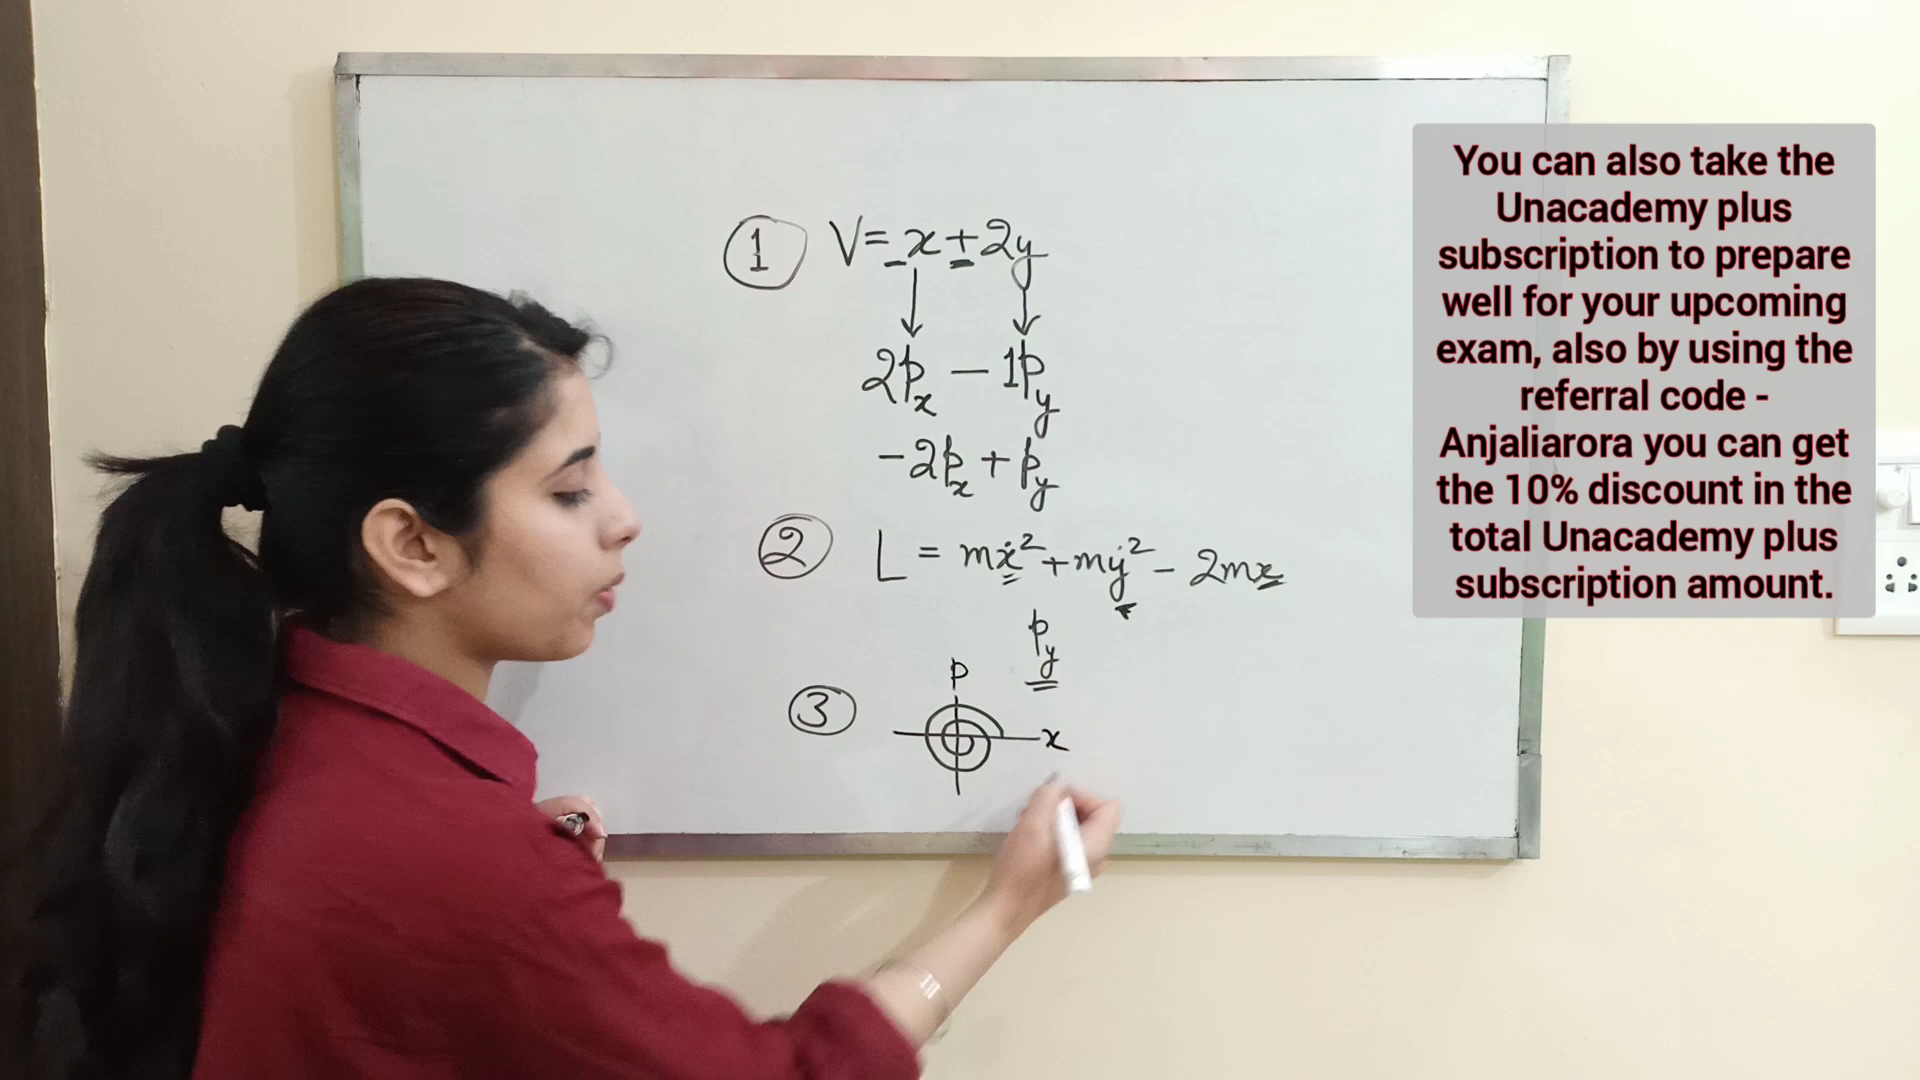 ① V = -x ± 2y
2pₓ - 1p_y
-2pₓ + p_y
② L = mẋ² + mẏ² - 2mx
p_y
p
③
x
You can also take the
Unacademy plus
subscription to prepare
well for your upcoming
exam, also by using the
referral code -
Anjaliarora you can get
the 10% discount in the
total Unacademy plus
subscription amount.